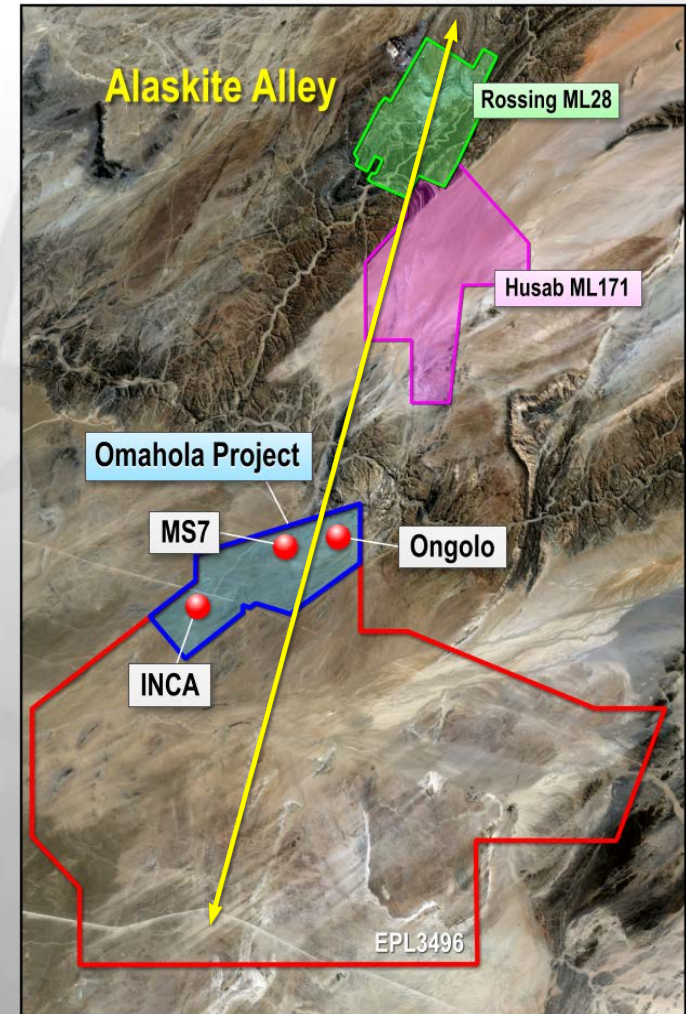 Alaskite Alley
Rossing ML28
Husab ML171
Omahola Project
MS7
Ongolo
INCA
EPL3496